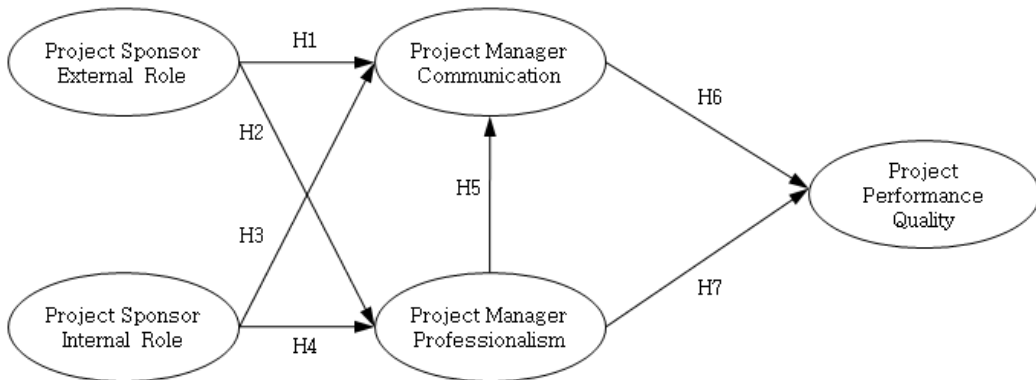 Project Sponsor
External Role
H1
Project Manager
Communication
H2
H6
H5
Project
Performance
Quality
H3
Project Sponsor
Internal Role
H4
Project Manager
Professionalism
H7